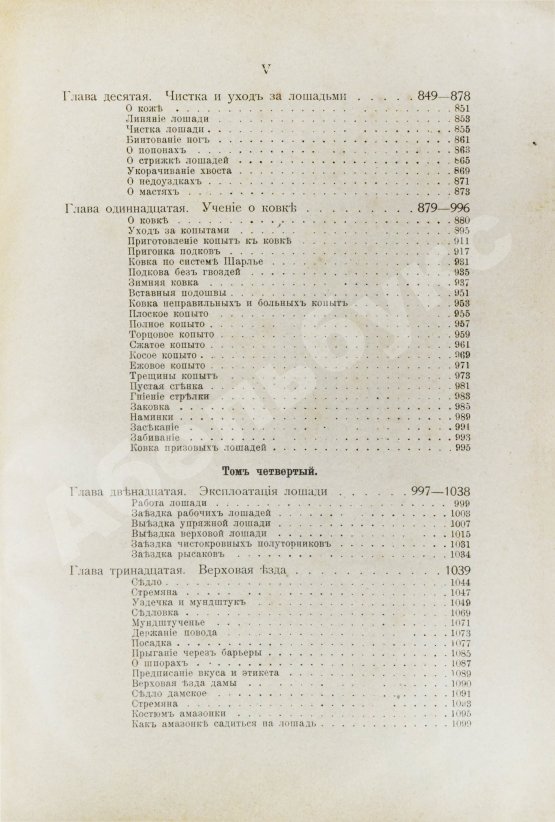 V
Глава десятая. Чистка и уходъ за лошадьми . . . . . 849—878
О кожѣ . . . . . 851
Линяніе лошади . . . . . 853
Чистка лошади . . . . . 855
Бинтованіе ногъ . . . . . 861
О попонахъ . . . . . 863
О стрижкѣ лошадей . . . . . 865
Укорачиваніе хвоста . . . . . 869
О недоуздкахъ . . . . . 871
О мастяхъ . . . . . 873
Глава одиннадцатая. Ученіе о ковкѣ . . . . . 879—996
О ковкѣ . . . . . 880
Уходъ за копытами . . . . . 895
Приготовленіе копытъ къ ковкѣ . . . . . 911
Пригонка подковъ . . . . . 917
Ковка по системѣ Шарлье . . . . . 931
Подкова безъ гвоздей . . . . . 935
Зимняя ковка . . . . . 937
Вставныя подошвы . . . . . 951
Ковка неправильныхъ и больныхъ копытъ . . . . . 953
Плоское копыто . . . . . 955
Полное копыто . . . . . 957
Торцовое копыто . . . . . 959
Сжатое копыто . . . . . 961
Косое копыто . . . . . 969
Ежовое копыто . . . . . 971
Трещины копытъ . . . . . 973
Пустая стѣнка . . . . . 981
Гніеніе стрѣлки . . . . . 983
Заковка . . . . . 985
Наминки . . . . . 989
Засѣканіе . . . . . 991
Забиваніе . . . . . 993
Ковка призовыхъ лошадей . . . . . 995
Томъ четвертый.
Глава двѣнадцатая. Эксплоатація лошади . . . . . 997—1038
Работа лошади . . . . . 999
Заѣздка рабочихъ лошадей . . . . . 1003
Выѣздка упряжной лошади . . . . . 1007
Выѣздка верховой лошади . . . . . 1015
Заѣздка чистокровныхъ полуторниковъ . . . . . 1031
Заѣздка рысаковъ . . . . . 1034
Глава тринадцатая. Верховая ѣзда . . . . . 1039
Сѣдло . . . . . 1044
Стремяна . . . . . 1047
Уздечка и мундштукъ . . . . . 1049
Сѣдловка . . . . . 1069
Мундштученье . . . . . 1071
Держаніе повода . . . . . 1073
Посадка . . . . . 1077
Прыганіе черезъ барьеры . . . . . 1085
О шпорахъ . . . . . 1087
Предписаніе вкуса и этикета . . . . . 1089
Верховая ѣзда дамы . . . . . 1090
Сѣдло дамское . . . . . 1091
Стремяна . . . . . 1093
Костюмъ амазонки . . . . . 1095
Какъ амазонкѣ садиться на лошадь . . . . . 1099